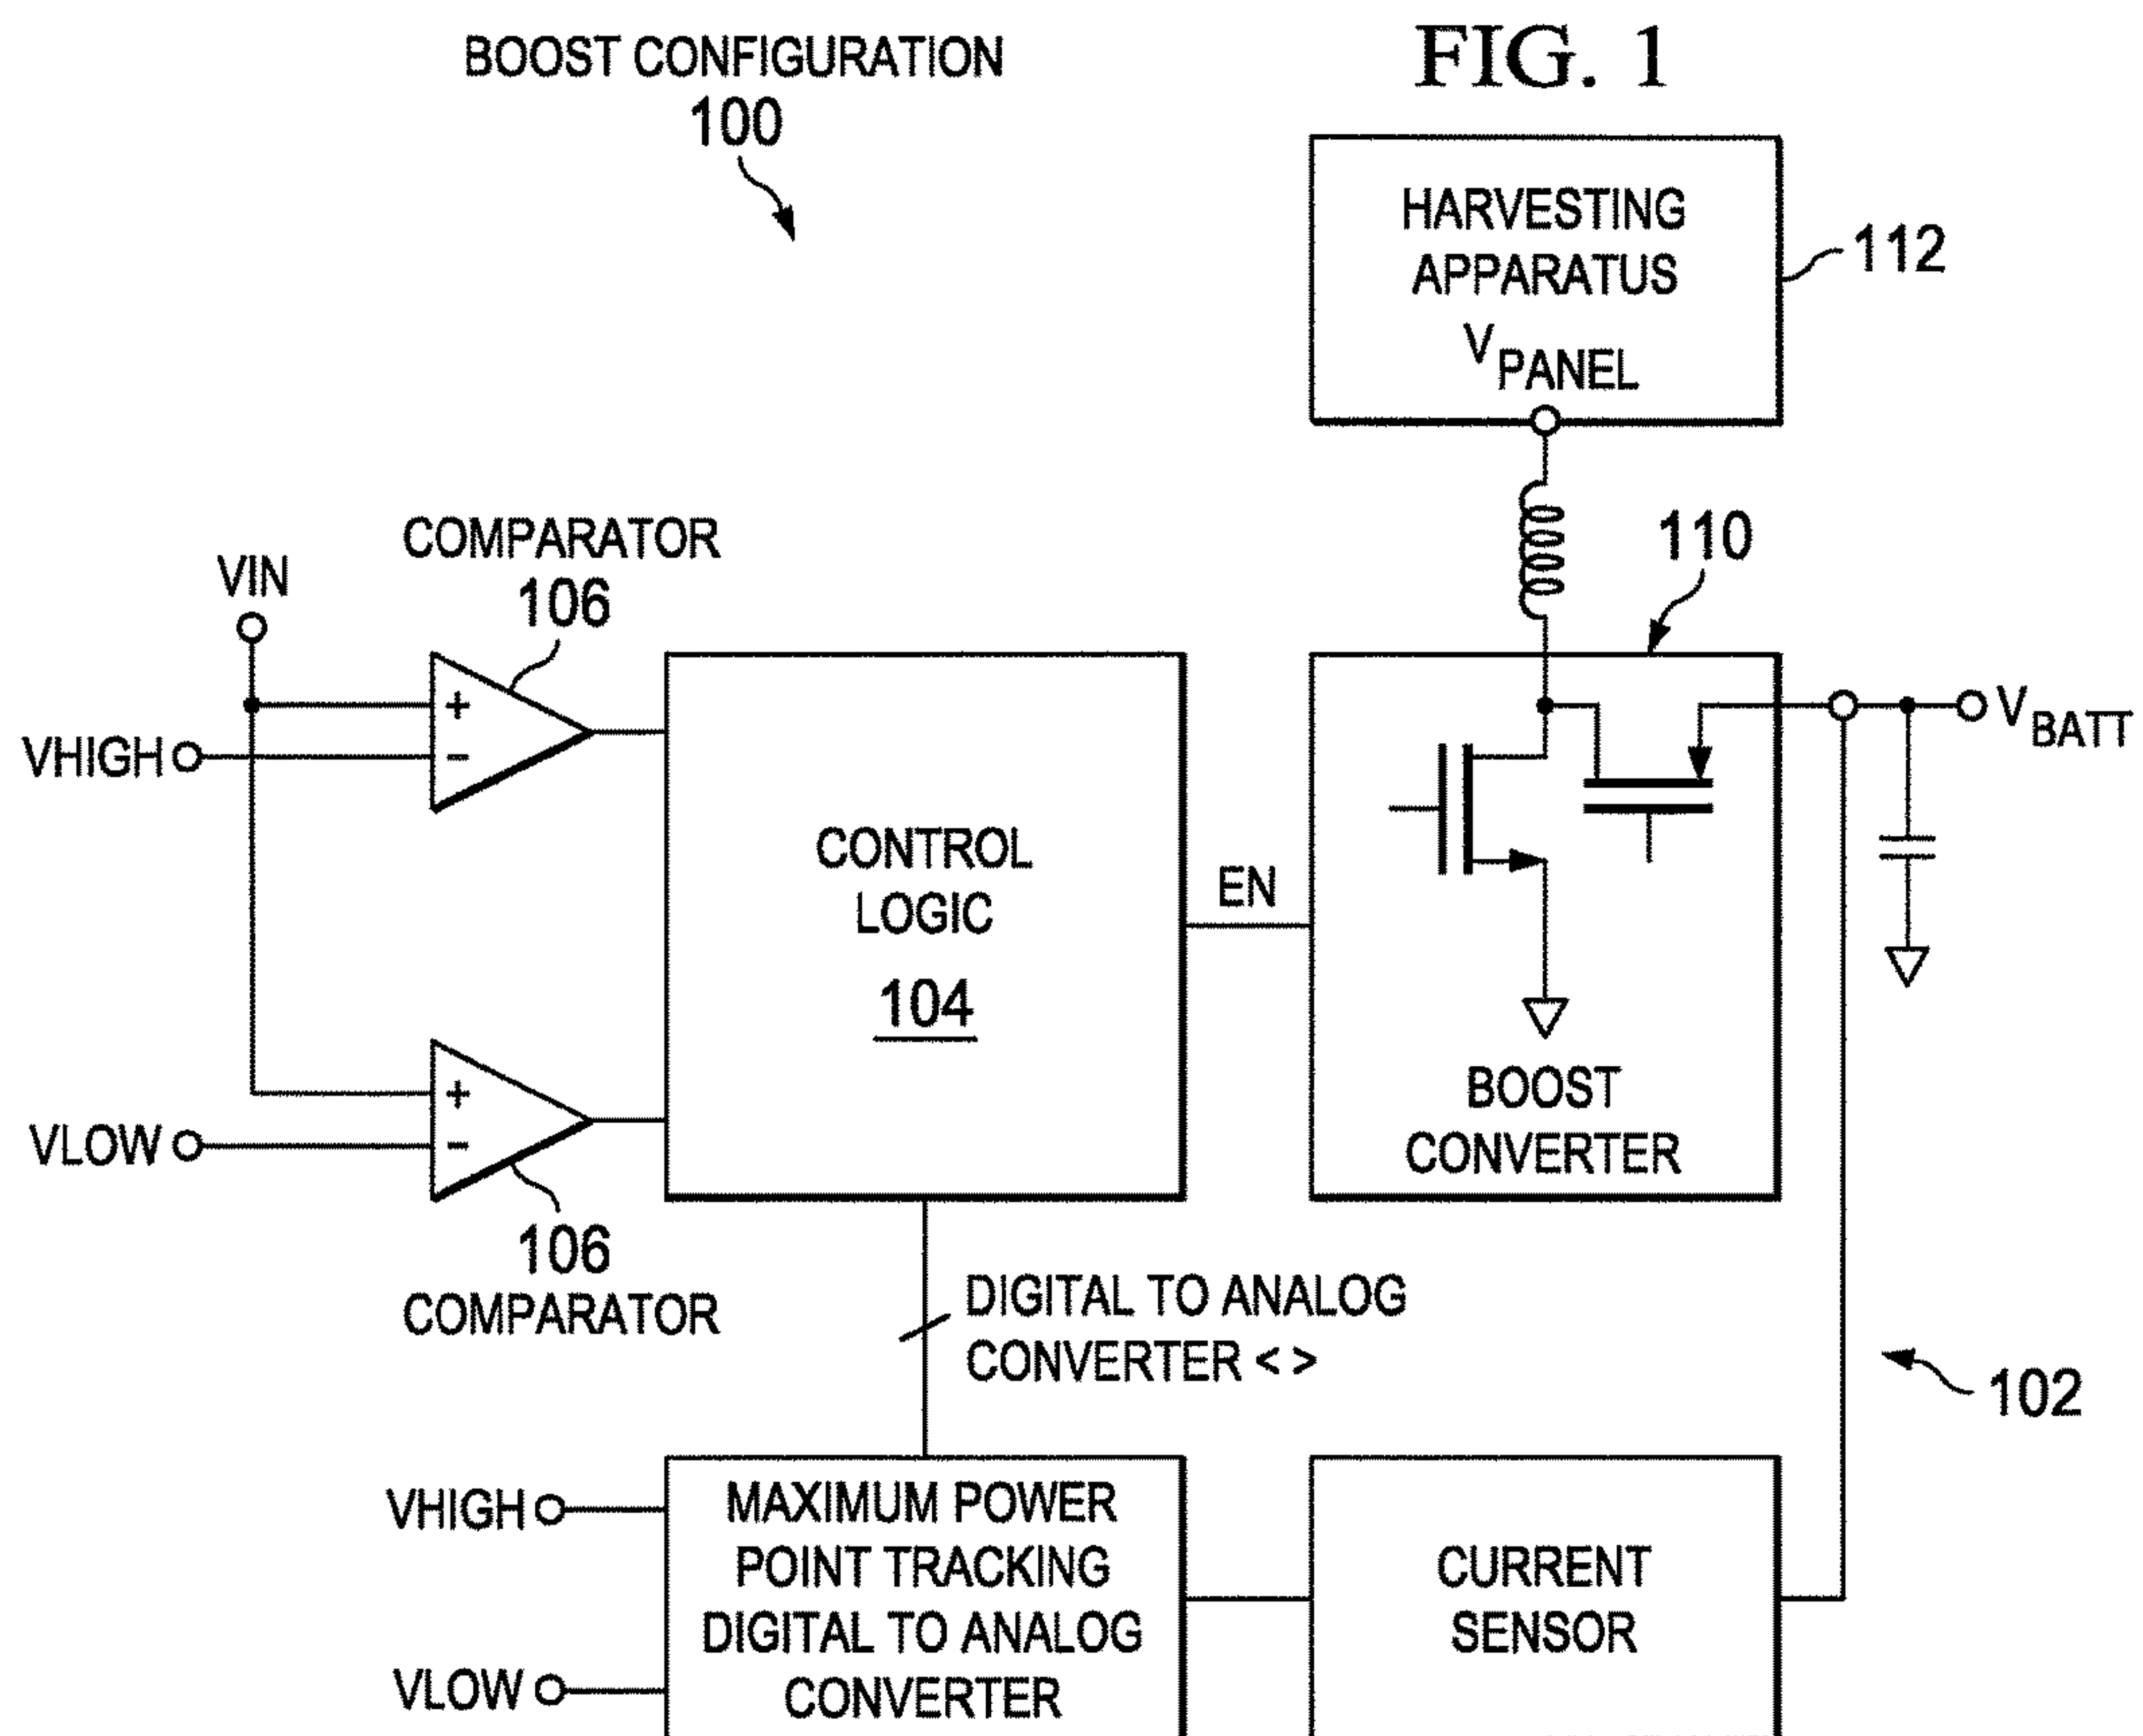 BOOST CONFIGURATION
100
FIG. 1
HARVESTING
APPARATUS
VPANEL
112
COMPARATOR
106
110
VIN
+
−
VHIGH
VBATT
CONTROL
LOGIC
104
EN
+
−
VLOW
BOOST
CONVERTER
106
COMPARATOR
DIGITAL TO ANALOG
CONVERTER < >
102
VHIGH
MAXIMUM POWER
POINT TRACKING
DIGITAL TO ANALOG
CONVERTER
VLOW
CURRENT
SENSOR